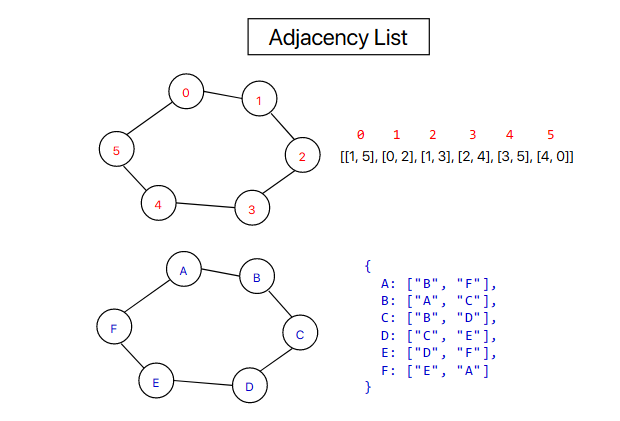 Adjacency List
0
1
5
2
4
3
0 1 2 3 4 5
[[1, 5], [0, 2], [1, 3], [2, 4], [3, 5], [4, 0]]
A
B
F
C
E
D
{
A: ["B", "F"],
B: ["A", "C"],
C: ["B", "D"],
D: ["C", "E"],
E: ["D", "F"],
F: ["E", "A"]
}